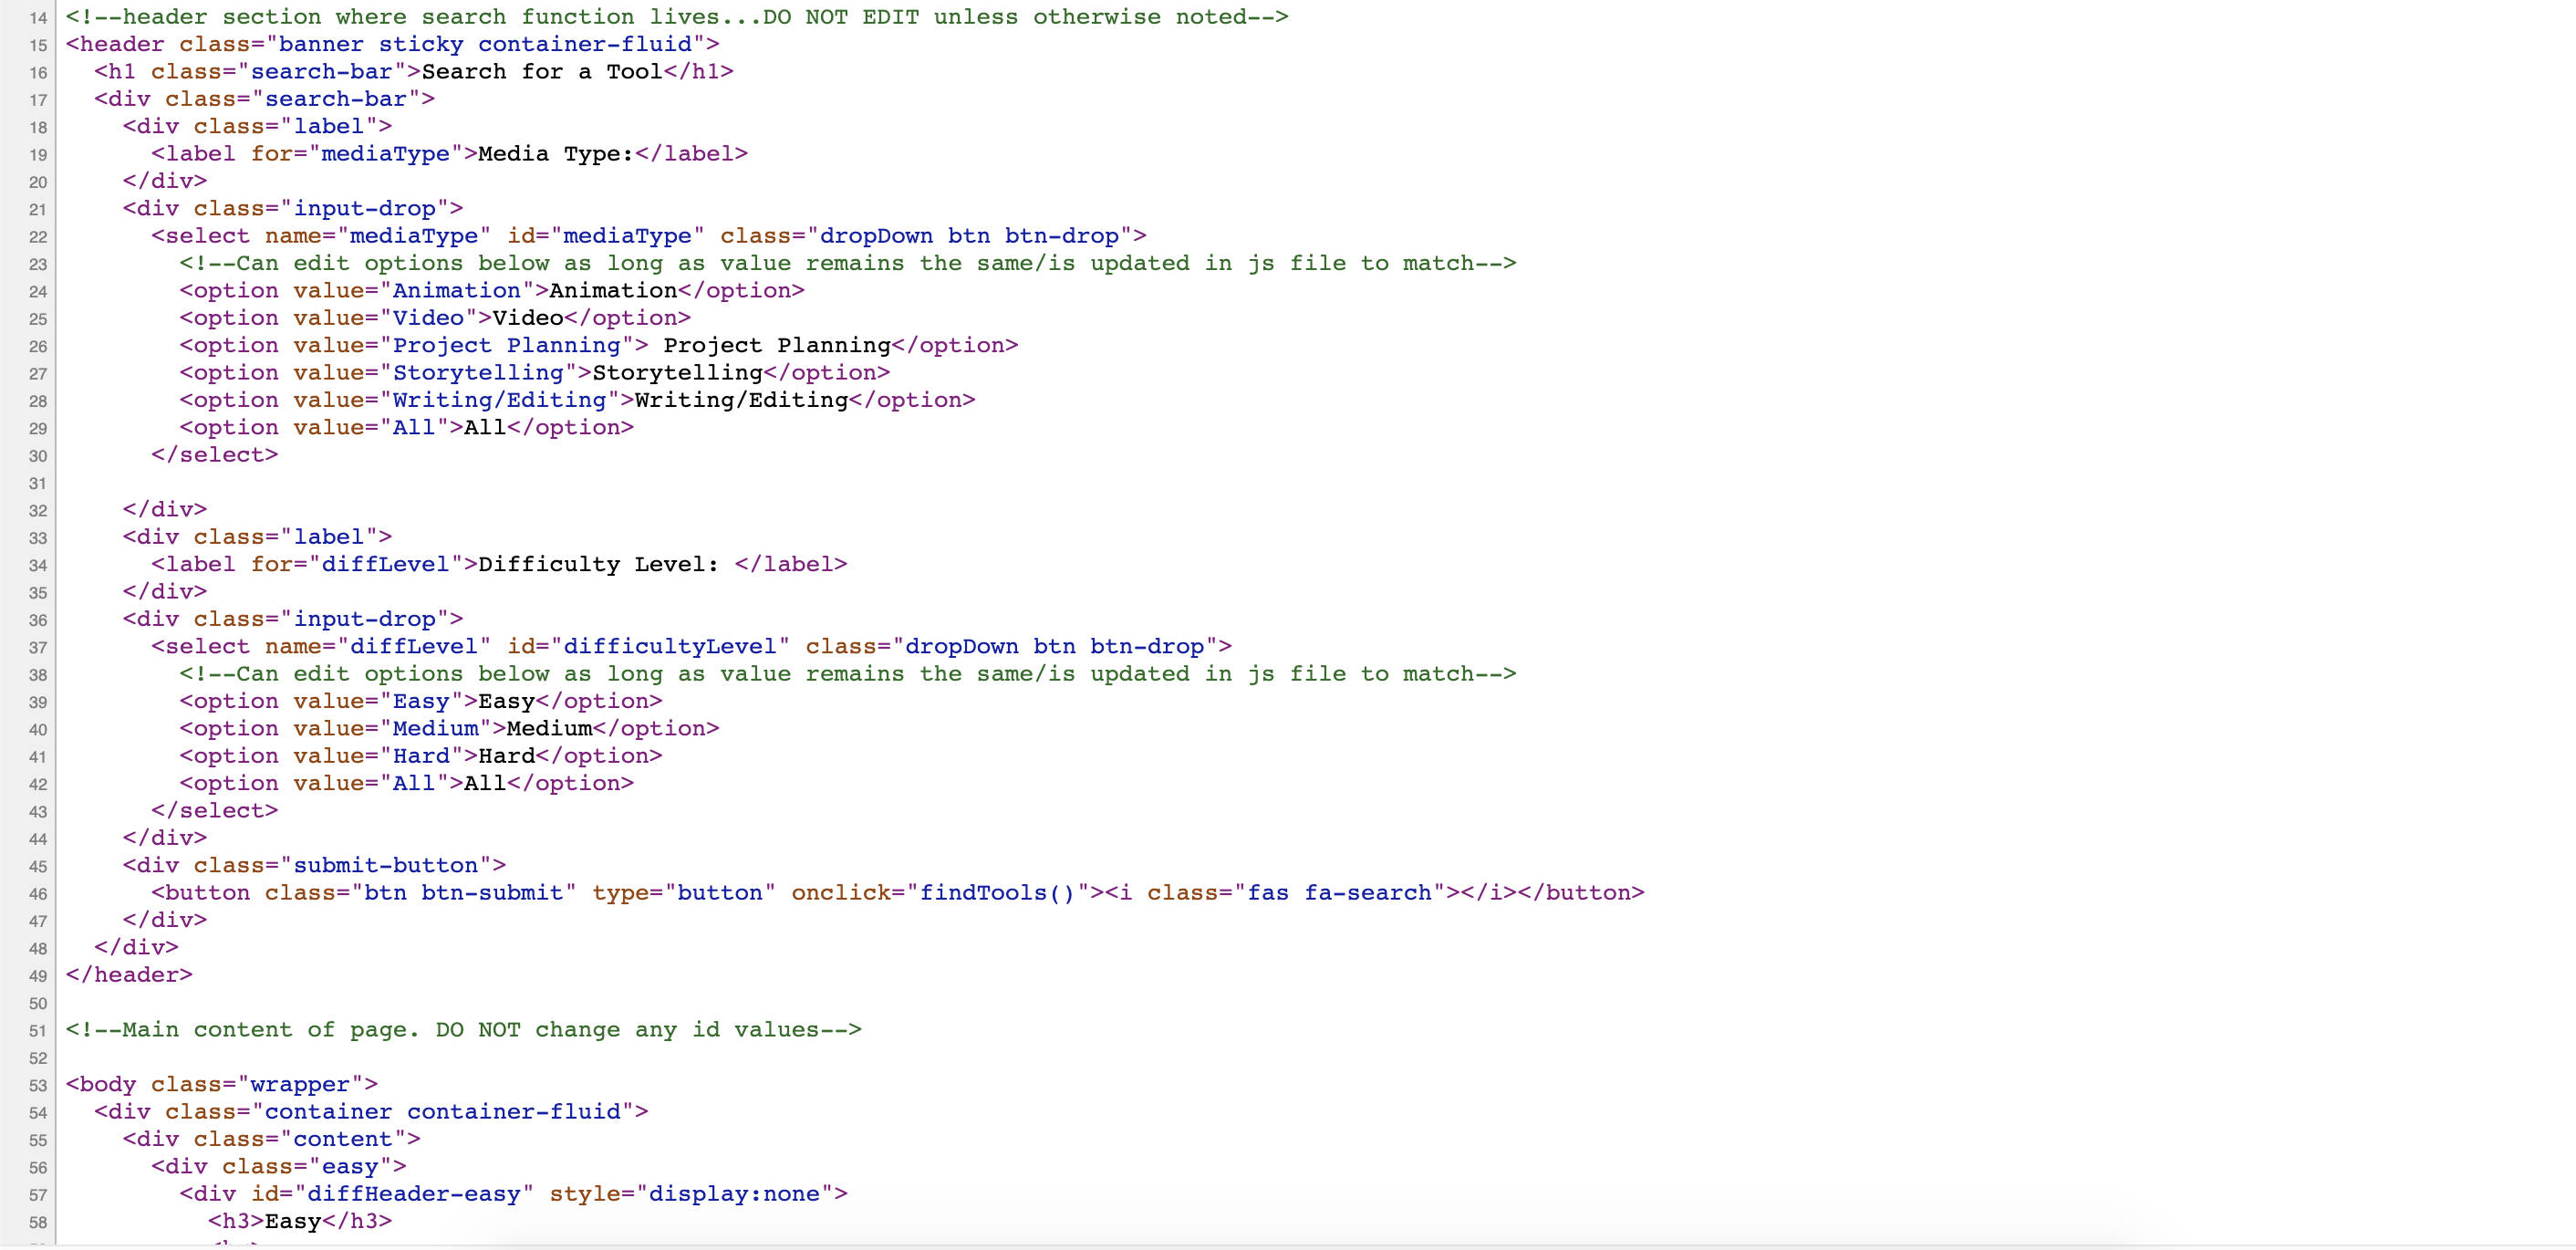 14 <!--header section where search function lives...DO NOT EDIT unless otherwise noted-->
15 <header class="banner sticky container-fluid">
16   <h1 class="search-bar">Search for a Tool</h1>
17   <div class="search-bar">
18     <div class="label">
19       <label for="mediaType">Media Type:</label>
20     </div>
21     <div class="input-drop">
22       <select name="mediaType" id="mediaType" class="dropDown btn btn-drop">
23         <!--Can edit options below as long as value remains the same/is updated in js file to match-->
24         <option value="Animation">Animation</option>
25         <option value="Video">Video</option>
26         <option value="Project Planning"> Project Planning</option>
27         <option value="Storytelling">Storytelling</option>
28         <option value="Writing/Editing">Writing/Editing</option>
29         <option value="All">All</option>
30       </select>
31
32     </div>
33     <div class="label">
34       <label for="diffLevel">Difficulty Level: </label>
35     </div>
36     <div class="input-drop">
37       <select name="diffLevel" id="difficultyLevel" class="dropDown btn btn-drop">
38         <!--Can edit options below as long as value remains the same/is updated in js file to match-->
39         <option value="Easy">Easy</option>
40         <option value="Medium">Medium</option>
41         <option value="Hard">Hard</option>
42         <option value="All">All</option>
43       </select>
44     </div>
45     <div class="submit-button">
46       <button class="btn btn-submit" type="button" onclick="findTools()"><i class="fas fa-search"></i></button>
47     </div>
48   </div>
49 </header>
50
51 <!--Main content of page. DO NOT change any id values-->
52
53 <body class="wrapper">
54   <div class="container container-fluid">
55     <div class="content">
56       <div class="easy">
57         <div id="diffHeader-easy" style="display:none">
58           <h3>Easy</h3>